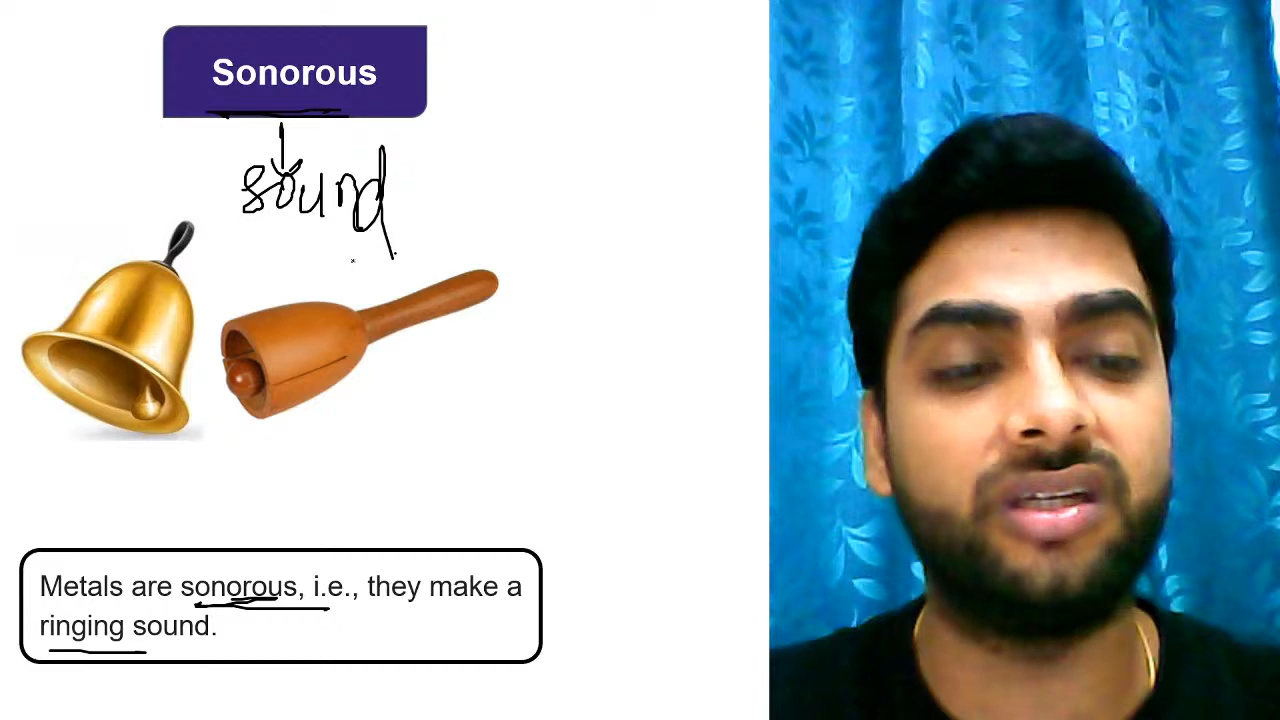 Sonorous
sound
Metals are sonorous, i.e., they make a
ringing sound.